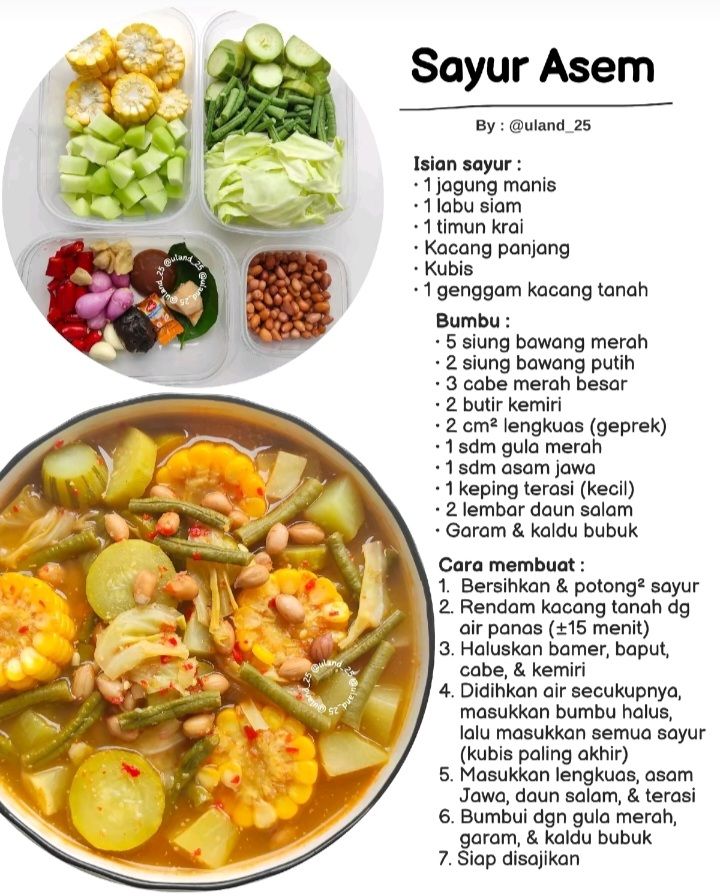 Sayur Asem
By : @uland_25
Isian sayur :
· 1 jagung manis
· 1 labu siam
· 1 timun krai
· Kacang panjang
· Kubis
· 1 genggam kacang tanah
Bumbu :
· 5 siung bawang merah
· 2 siung bawang putih
· 3 cabe merah besar
· 2 butir kemiri
· 2 cm² lengkuas (geprek)
· 1 sdm gula merah
· 1 sdm asam jawa
· 1 keping terasi (kecil)
· 2 lembar daun salam
· Garam & kaldu bubuk
Cara membuat :
1. Bersihkan & potong² sayur
2. Rendam kacang tanah dg
air panas (±15 menit)
3. Haluskan bamer, baput,
cabe, & kemiri
4. Didihkan air secukupnya,
masukkan bumbu halus,
lalu masukkan semua sayur
(kubis paling akhir)
5. Masukkan lengkuas, asam
Jawa, daun salam, & terasi
6. Bumbui dgn gula merah,
garam, & kaldu bubuk
7. Siap disajikan
@uland_25 @uland_25 @uland_25
@uland_25 @uland_25